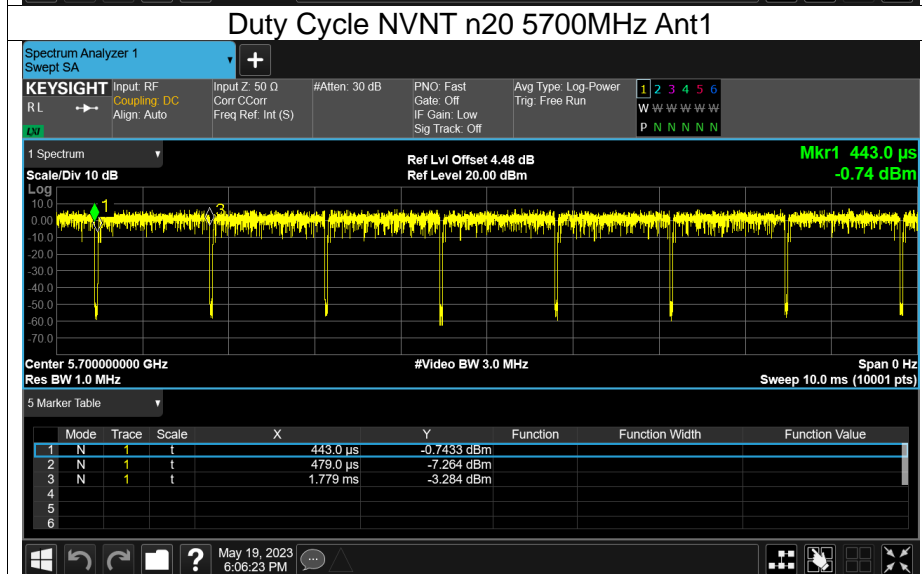 Duty Cycle NVNT n20 5700MHz Ant1
Spectrum Analyzer 1
Swept SA
+
KEYSIGHT Input: RF Input Z: 50 Ω #Atten: 30 dB PNO: Fast Avg Type: Log-Power 1 2 3 4 5 6
R L Coupling: DC Corr CCorr Gate: Off Trig: Free Run W W W W W W
Align: Auto Freq Ref: Int (S) IF Gain: Low
LXI Sig Track: Off P N N N N N
1 Spectrum Ref Lvl Offset 4.48 dB Mkr1 443.0 µs
Scale/Div 10 dB Ref Level 20.00 dBm -0.74 dBm
Log
10.0 1 3
0.00
-10.0
-20.0
-30.0
-40.0
-50.0
-60.0
-70.0
Center 5.700000000 GHz #Video BW 3.0 MHz Span 0 Hz
Res BW 1.0 MHz Sweep 10.0 ms (10001 pts)
5 Marker Table
Mode Trace Scale X Y Function Function Width Function Value
1 N 1 t 443.0 µs -0.7433 dBm
2 N 1 t 479.0 µs -7.264 dBm
3 N 1 t 1.779 ms -3.284 dBm
4
5
6
? May 19, 2023
6:06:23 PM